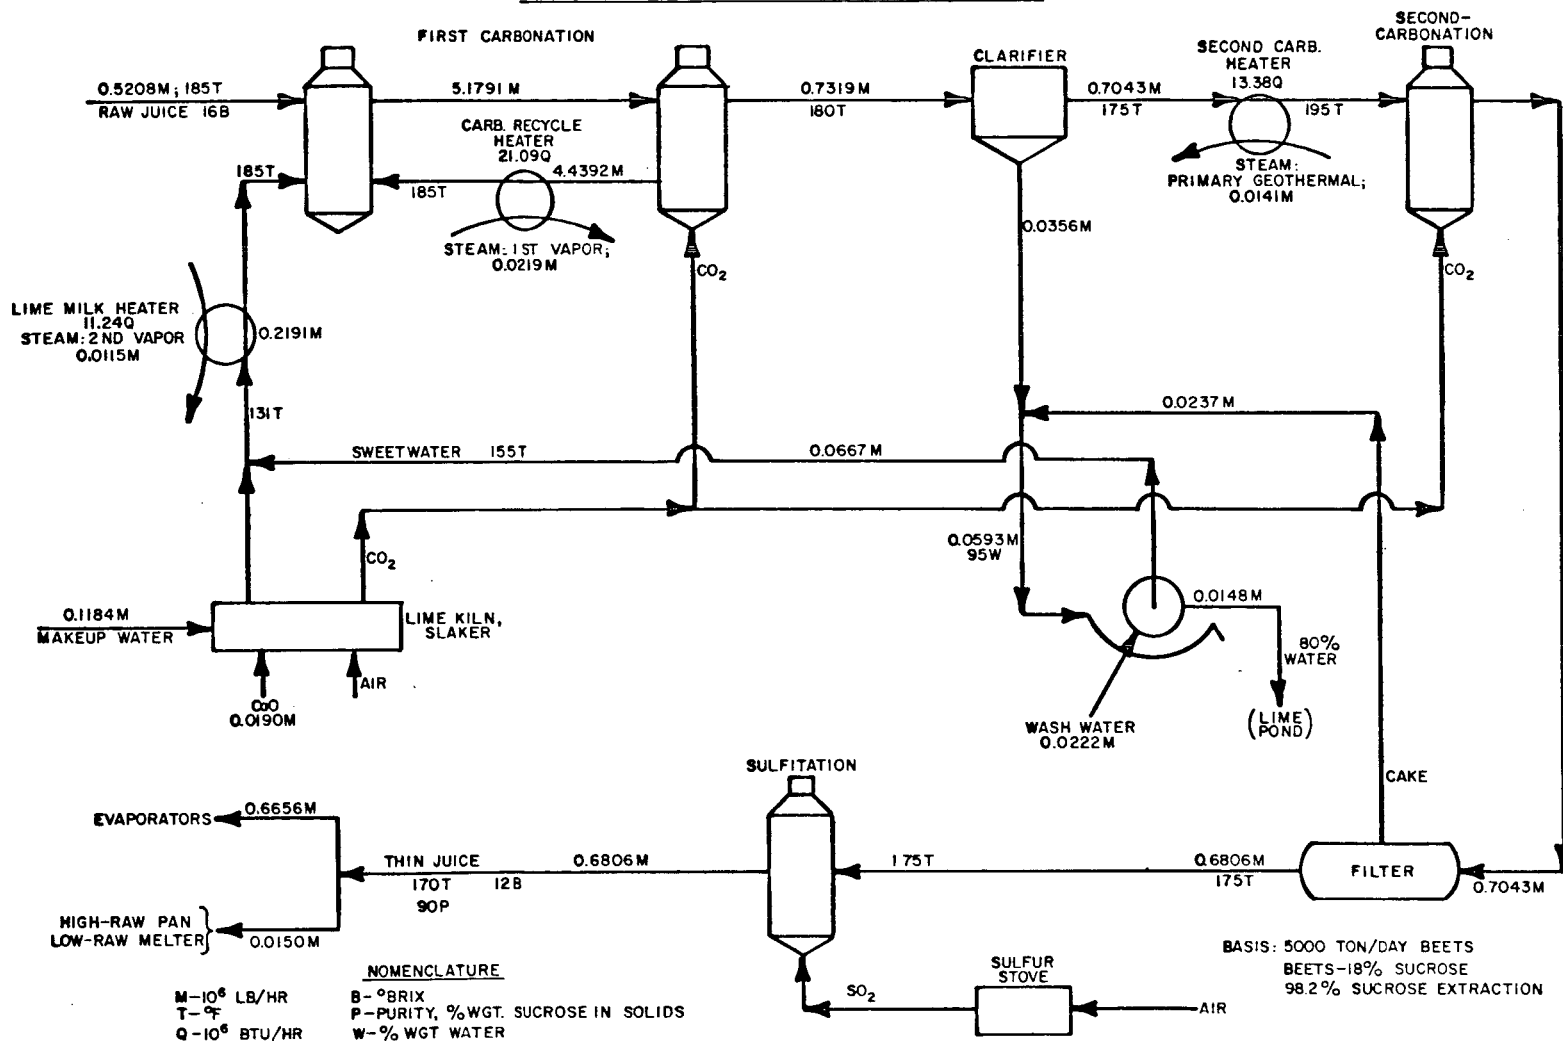 FIRST CARBONATION
0.5208M; 185T
RAW JUICE 16B
5.1791M
CARB. RECYCLE
HEATER
21.09Q
4.4392M
185T
185T
STEAM: 1ST VAPOR;
0.0219M
0.7319M
180T
CLARIFIER
0.7043M
175T
SECOND CARB.
HEATER
13.38Q
195T
STEAM:
PRIMARY GEOTHERMAL;
0.0141M
SECOND-
CARBONATION
0.0356M
CO2
CO2
LIME MILK HEATER
11.24Q
STEAM: 2ND VAPOR
0.0115M
0.2191M
131T
0.0237M
SWEETWATER 155T
0.0667M
CO2
0.0593M
95W
0.1184M
MAKEUP WATER
LIME KILN,
SLAKER
CaO
0.0190M
AIR
0.0148M
80%
WATER
(LIME
POND)
WASH WATER
0.0222M
SULFITATION
CAKE
EVAPORATORS
0.6656M
THIN JUICE
170T 12B
90P
0.6806M
175T
0.6806M
175T
FILTER
0.7043M
HIGH-RAW PAN
LOW-RAW MELTER
0.0150M
SULFUR
STOVE
SO2
AIR
BASIS: 5000 TON/DAY BEETS
BEETS-18% SUCROSE
98.2% SUCROSE EXTRACTION
NOMENCLATURE
M-10⁶ LB/HR B-°BRIX
T-°F P-PURITY, %WGT. SUCROSE IN SOLIDS
Q-10⁶ BTU/HR W-% WGT WATER